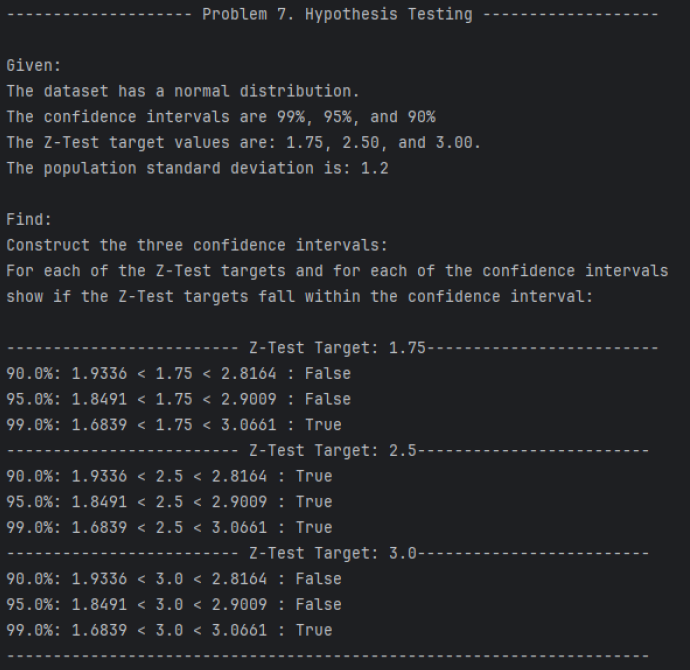 -------------------- Problem 7. Hypothesis Testing -------------------
Given:
The dataset has a normal distribution.
The confidence intervals are 99%, 95%, and 90%
The Z-Test target values are: 1.75, 2.50, and 3.00.
The population standard deviation is: 1.2
Find:
Construct the three confidence intervals:
For each of the Z-Test targets and for each of the confidence intervals
show if the Z-Test targets fall within the confidence interval:
------------------------- Z-Test Target: 1.75-------------------------
90.0%: 1.9336 < 1.75 < 2.8164 : False
95.0%: 1.8491 < 1.75 < 2.9009 : False
99.0%: 1.6839 < 1.75 < 3.0661 : True
------------------------- Z-Test Target: 2.5-------------------------
90.0%: 1.9336 < 2.5 < 2.8164 : True
95.0%: 1.8491 < 2.5 < 2.9009 : True
99.0%: 1.6839 < 2.5 < 3.0661 : True
------------------------- Z-Test Target: 3.0-------------------------
90.0%: 1.9336 < 3.0 < 2.8164 : False
95.0%: 1.8491 < 3.0 < 2.9009 : False
99.0%: 1.6839 < 3.0 < 3.0661 : True
---------------------------------------------------------------------